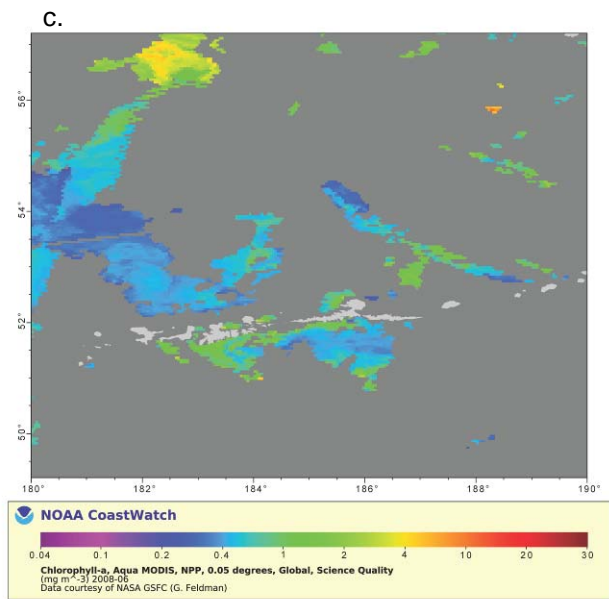 c.
56°
54°
52°
50°
180° 182° 184° 186° 188° 190°
NOAA CoastWatch
0.04 0.1 0.2 0.4 1 2 4 10 20 30
Chlorophyll-a, Aqua MODIS, NPP, 0.05 degrees, Global, Science Quality
(mg m^-3) 2008-06
Data courtesy of NASA GSFC (G. Feldman)